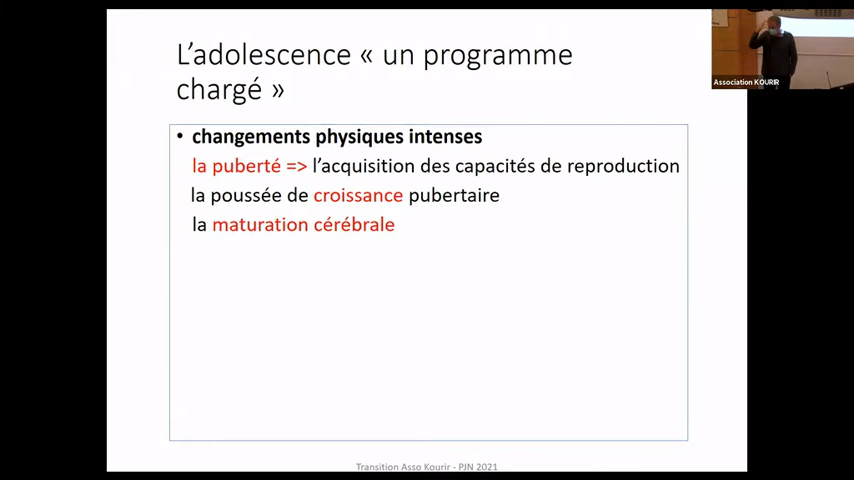 L’adolescence « un programme
chargé »
• changements physiques intenses
la puberté => l’acquisition des capacités de reproduction
la poussée de croissance pubertaire
la maturation cérébrale
Transition Asso Kourir - PJN 2021
Association KOURIR